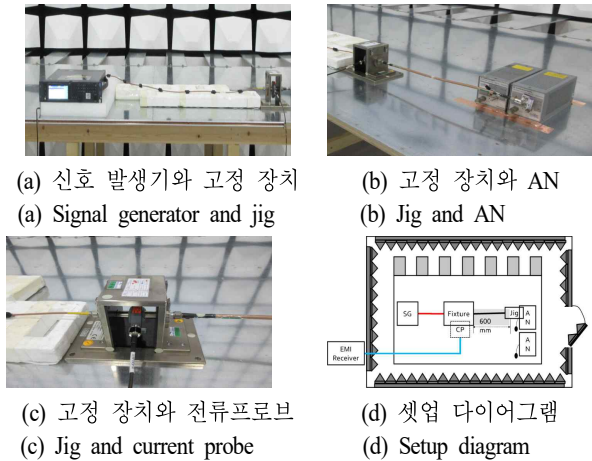 (a) 신호 발생기와 고정 장치
(a) Signal generator and jig
(b) 고정 장치와 AN
(b) Jig and AN
(c) 고정 장치와 전류프로브
(c) Jig and current probe
SG
Fixture
CP
600
mm
Jig
A
N
A
N
EMI
Receiver
(d) 셋업 다이어그램
(d) Setup diagram